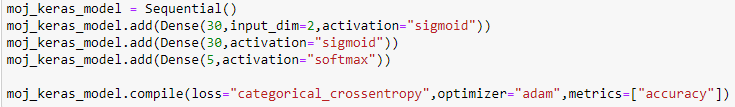 moj_keras_model = Sequential()
moj_keras_model.add(Dense(30,input_dim=2,activation="sigmoid"))
moj_keras_model.add(Dense(30,activation="sigmoid"))
moj_keras_model.add(Dense(5,activation="softmax"))
moj_keras_model.compile(loss="categorical_crossentropy",optimizer="adam",metrics=["accuracy"])